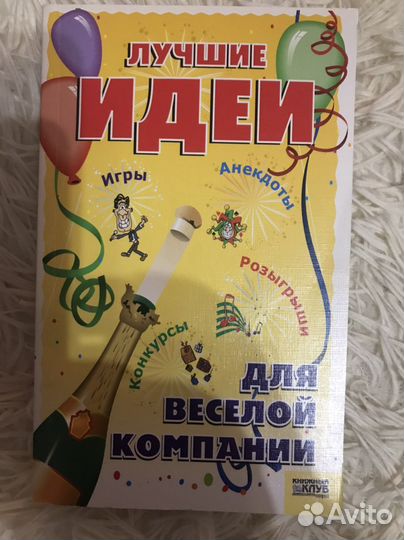 ЛУЧШИЕ
ИДЕИ
Игры
Анекдоты
Розыгрыши
Конкурсы
ДЛЯ
ВЕСЕЛОЙ
КОМПАНИИ
КНИЖНЫЙ
КЛУБ
Avito